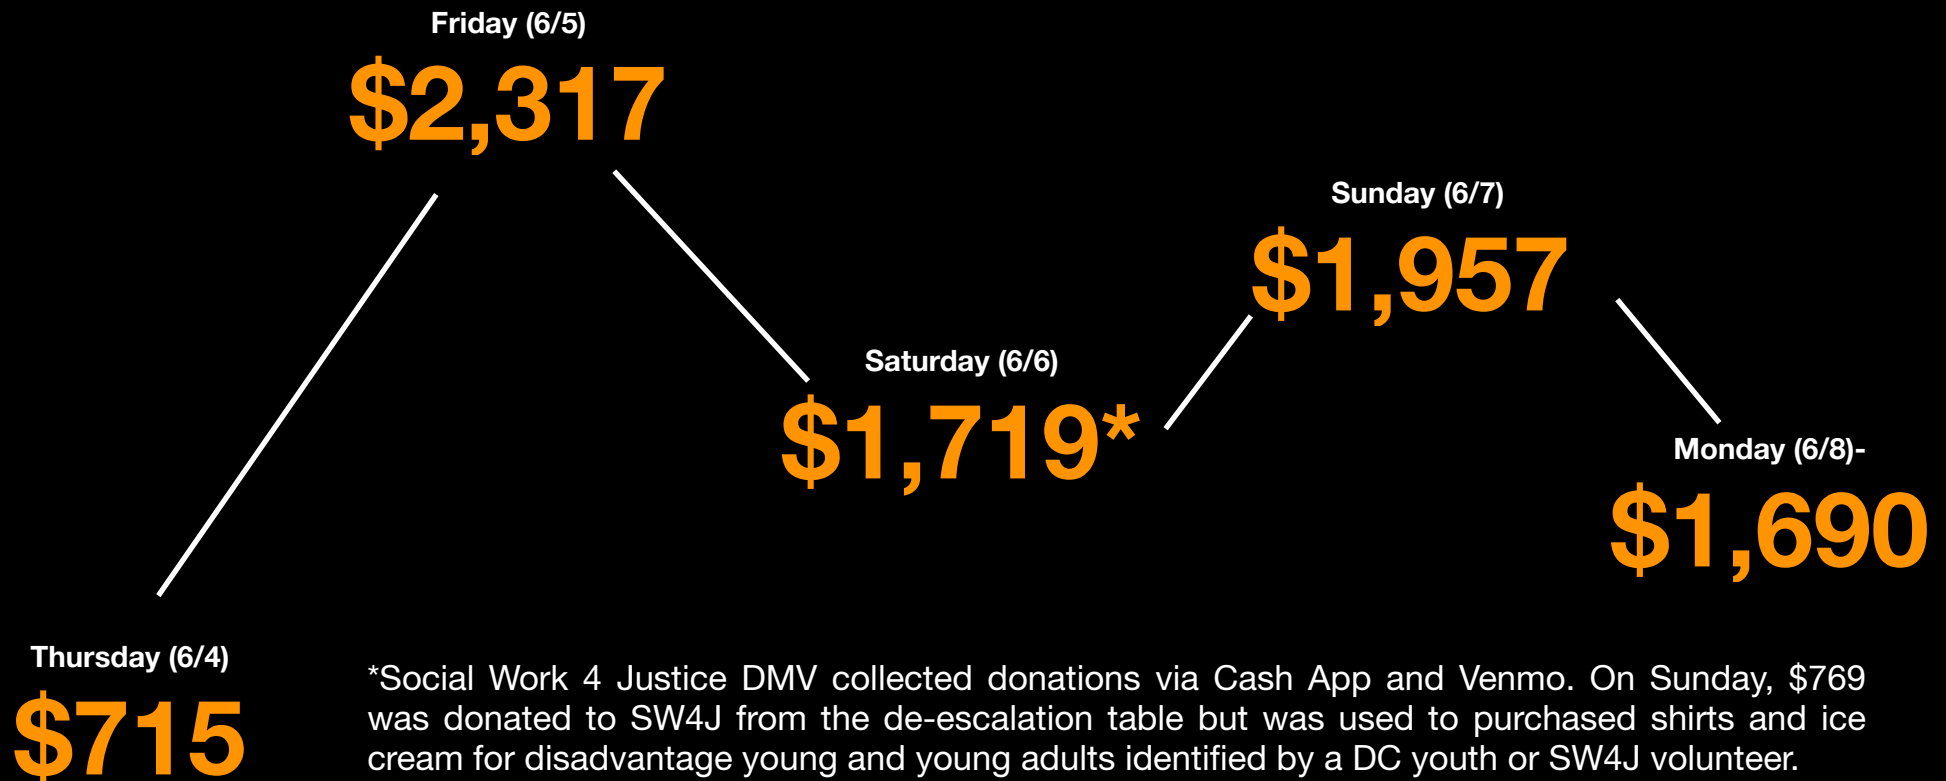 Friday (6/5)
$2,317
Sunday (6/7)
$1,957
Saturday (6/6)
$1,719*
Monday (6/8)-
$1,690
Thursday (6/4)
$715
*Social Work 4 Justice DMV collected donations via Cash App and Venmo. On Sunday, $769
was donated to SW4J from the de-escalation table but was used to purchased shirts and ice
cream for disadvantage young and young adults identified by a DC youth or SW4J volunteer.